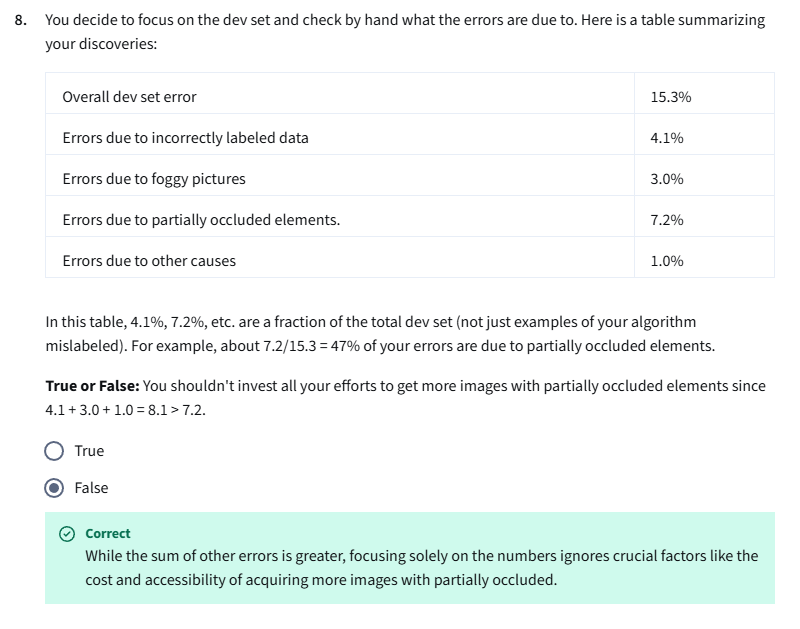 8. You decide to focus on the dev set and check by hand what the errors are due to. Here is a table summarizing
your discoveries:
Overall dev set error 15.3%
Errors due to incorrectly labeled data 4.1%
Errors due to foggy pictures 3.0%
Errors due to partially occluded elements. 7.2%
Errors due to other causes 1.0%
In this table, 4.1%, 7.2%, etc. are a fraction of the total dev set (not just examples of your algorithm
mislabeled). For example, about 7.2/15.3 = 47% of your errors are due to partially occluded elements.
True or False: You shouldn't invest all your efforts to get more images with partially occluded elements since
4.1 + 3.0 + 1.0 = 8.1 > 7.2.
True
False
Correct
While the sum of other errors is greater, focusing solely on the numbers ignores crucial factors like the
cost and accessibility of acquiring more images with partially occluded.